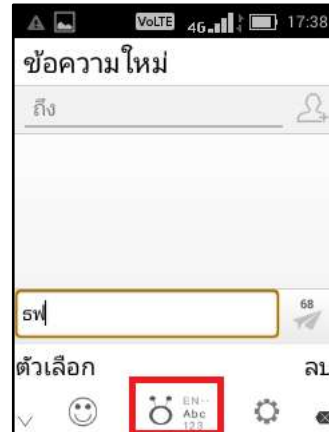 VoLTE 4G 17:38
ข้อความใหม่
ถึง
68
ธฟ
ตัวเลือก ลบ
EN
Abc
123